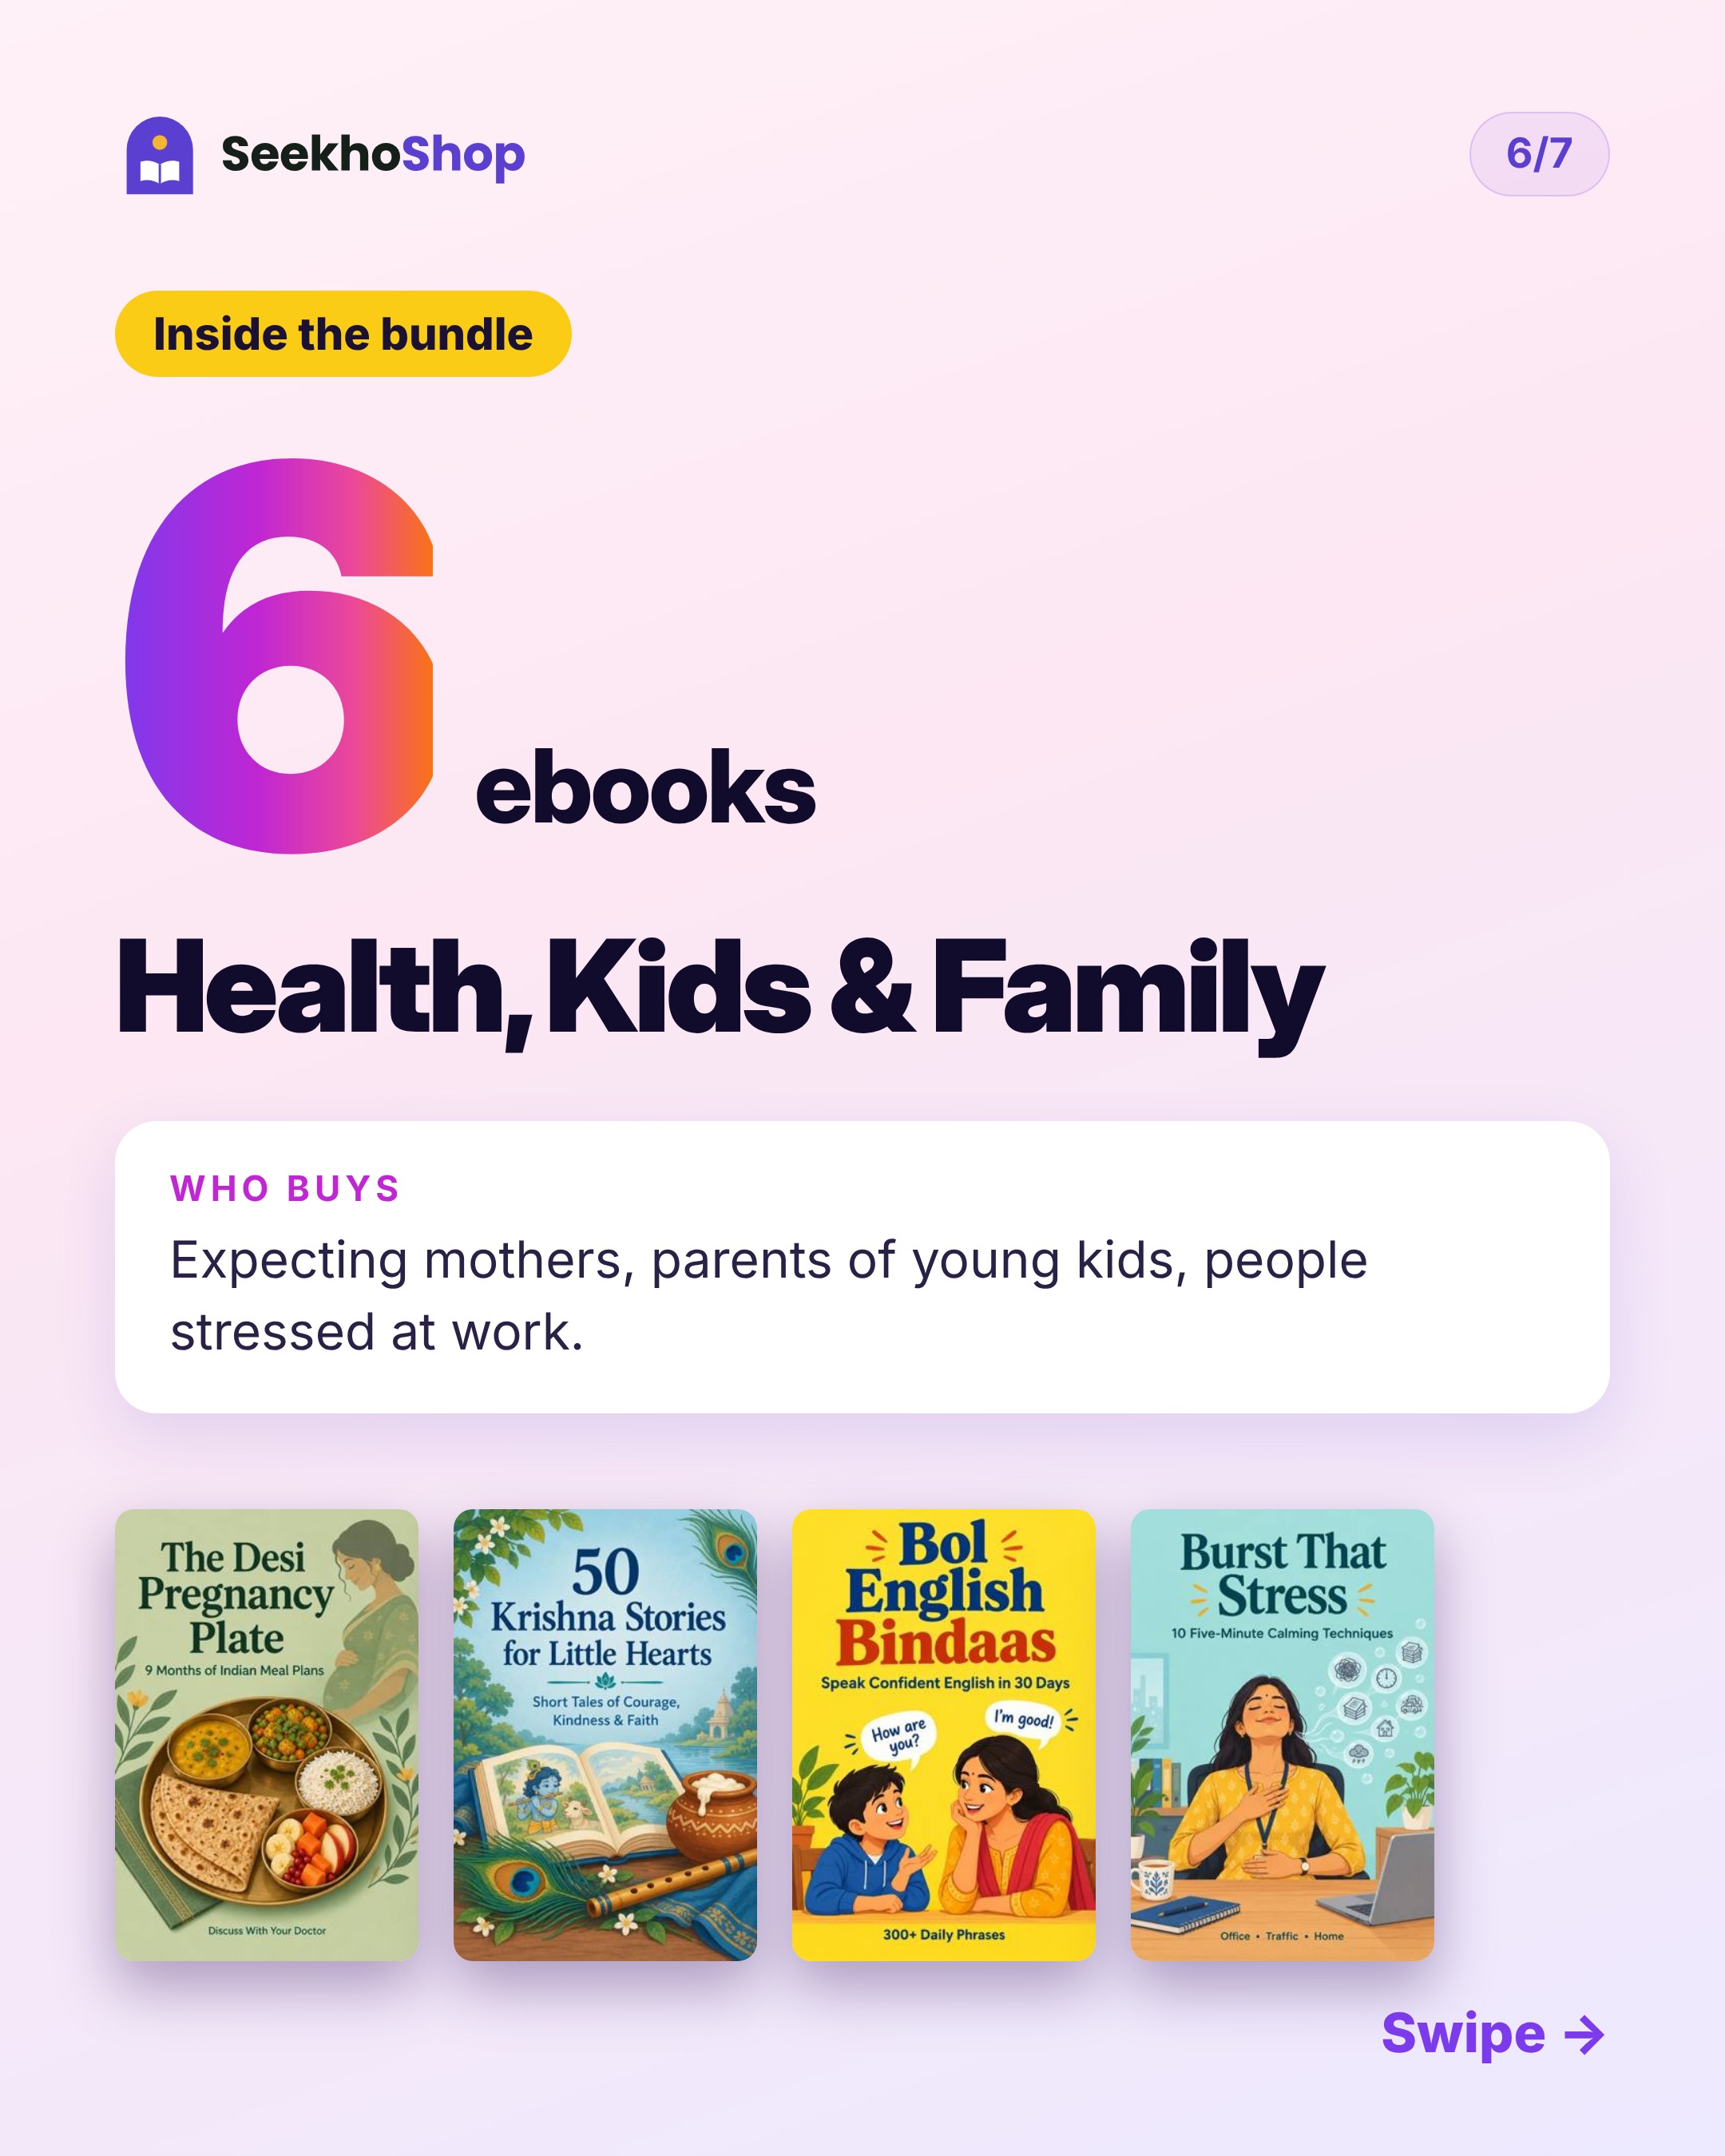 SeekhoShop
6/7
Inside the bundle
6 ebooks
Health, Kids & Family
WHO BUYS
Expecting mothers, parents of young kids, people
stressed at work.
The Desi
Pregnancy
Plate
9 Months of Indian Meal Plans
Discuss With Your Doctor
50
Krishna Stories
for Little Hearts
Short Tales of Courage,
Kindness & Faith
Bol
English
Bindaas
Speak Confident English in 30 Days
How are
you?
I'm good!
300+ Daily Phrases
Burst That
Stress
10 Five-Minute Calming Techniques
Office • Traffic • Home
Swipe →